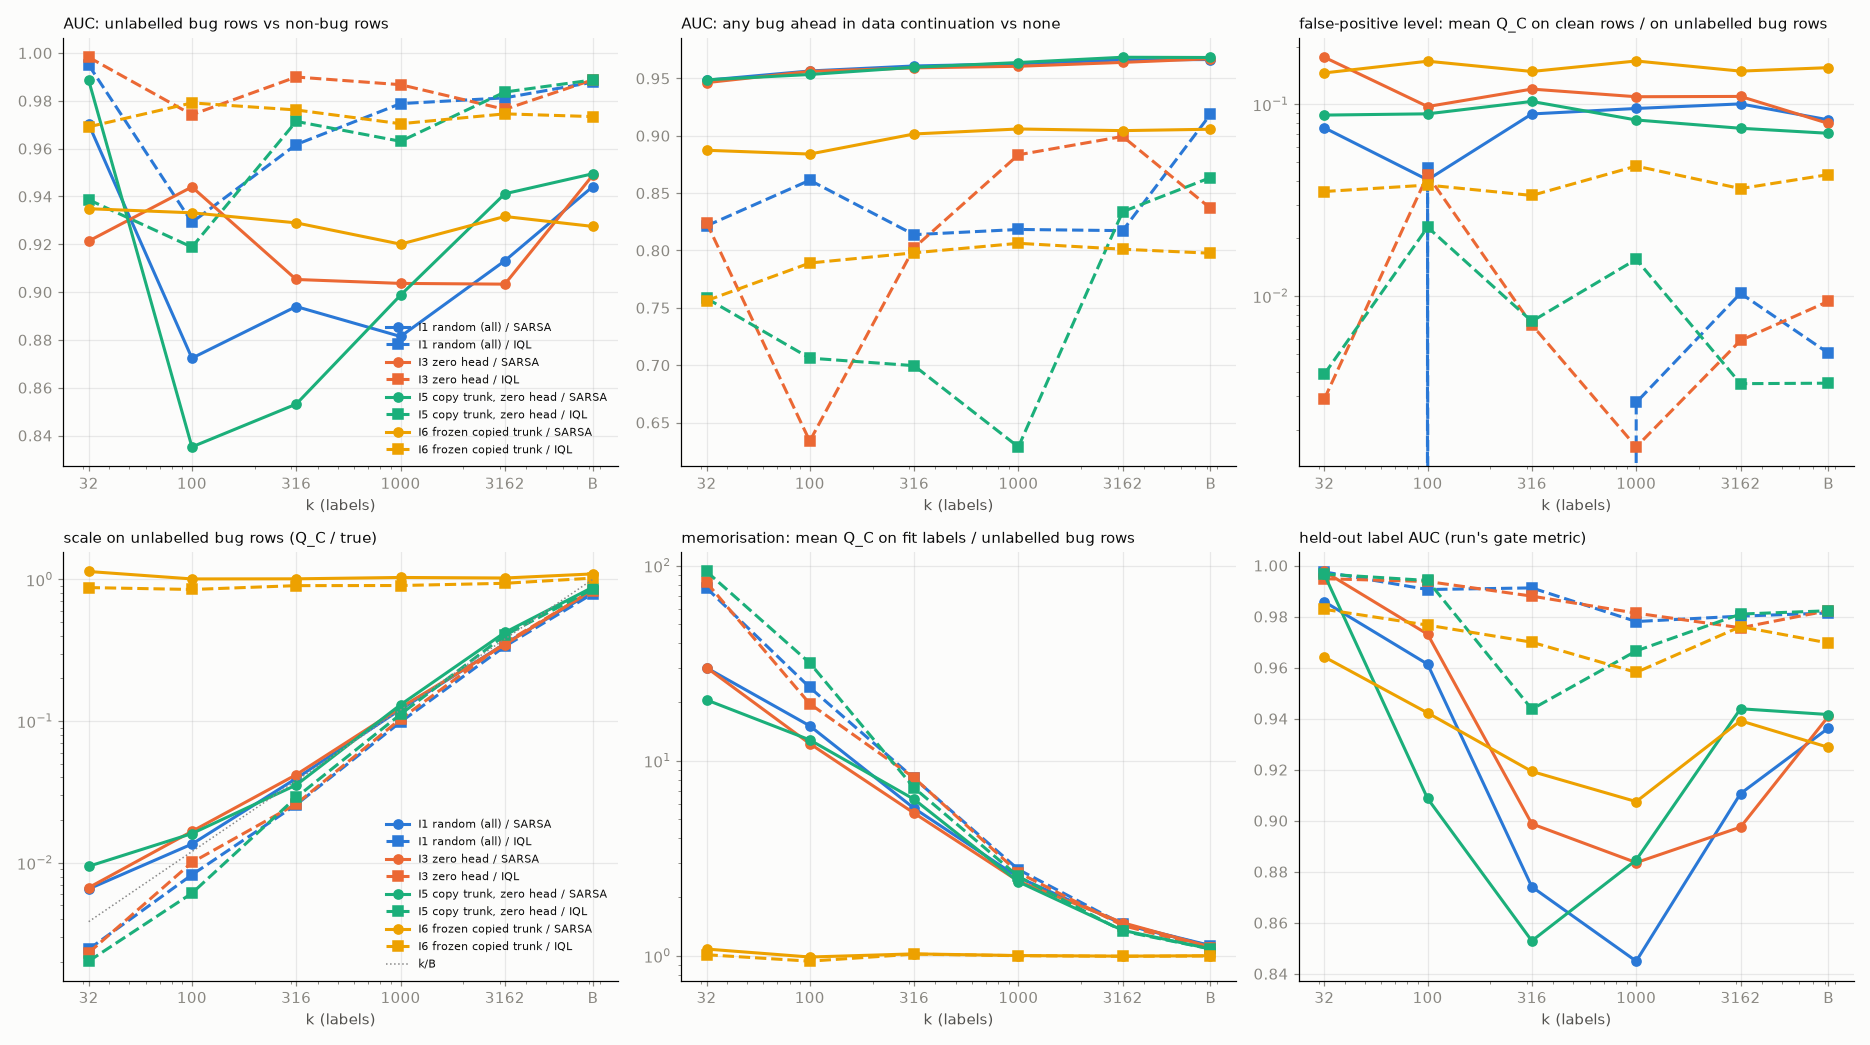 AUC: unlabelled bug rows vs non-bug rows
1.00
0.98
0.96
0.94
0.92
0.90
0.88
0.86
0.84
I1 random (all) / SARSA
I1 random (all) / IQL
I3 zero head / SARSA
I3 zero head / IQL
I5 copy trunk, zero head / SARSA
I5 copy trunk, zero head / IQL
I6 frozen copied trunk / SARSA
I6 frozen copied trunk / IQL
32 100 316 1000 3162 B
k (labels)
AUC: any bug ahead in data continuation vs none
0.95
0.90
0.85
0.80
0.75
0.70
0.65
32 100 316 1000 3162 B
k (labels)
false-positive level: mean Q_C on clean rows / on unlabelled bug rows
10⁻¹
10⁻²
32 100 316 1000 3162 B
k (labels)
scale on unlabelled bug rows (Q_C / true)
10⁰
10⁻¹
10⁻²
I1 random (all) / SARSA
I1 random (all) / IQL
I3 zero head / SARSA
I3 zero head / IQL
I5 copy trunk, zero head / SARSA
I5 copy trunk, zero head / IQL
I6 frozen copied trunk / SARSA
I6 frozen copied trunk / IQL
k/B
32 100 316 1000 3162 B
k (labels)
memorisation: mean Q_C on fit labels / unlabelled bug rows
10²
10¹
10⁰
32 100 316 1000 3162 B
k (labels)
held-out label AUC (run's gate metric)
1.00
0.98
0.96
0.94
0.92
0.90
0.88
0.86
0.84
32 100 316 1000 3162 B
k (labels)